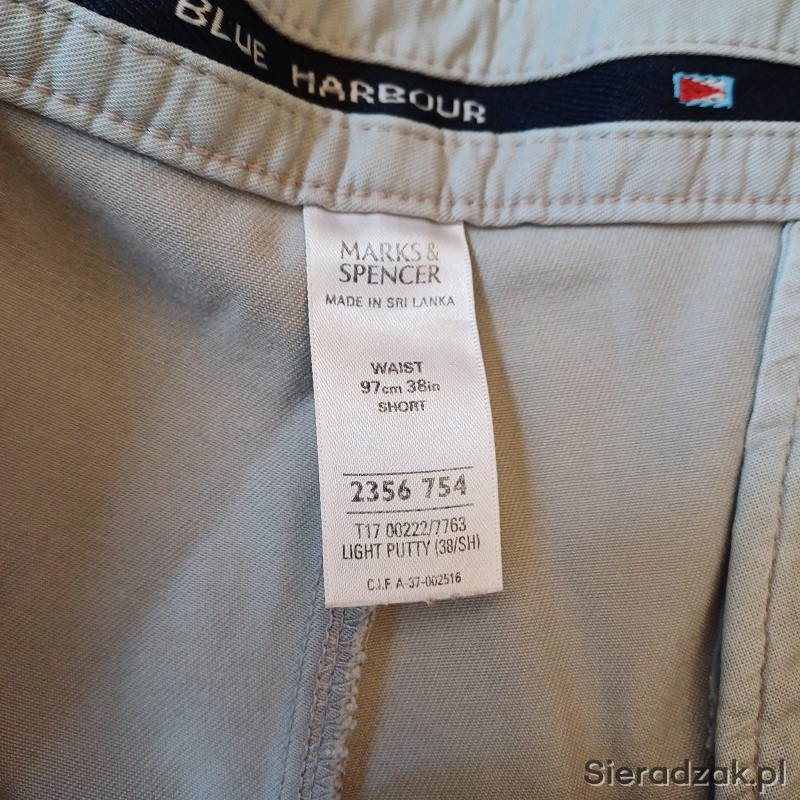 BLUE HARBOUR
MARKS &
SPENCER
MADE IN SRI LANKA
WAIST
97cm 38in
SHORT
2356 754
T17 00222/7763
LIGHT PUTTY (38/SH)
C.I.F. A-37-002516
Sieradzak.pl